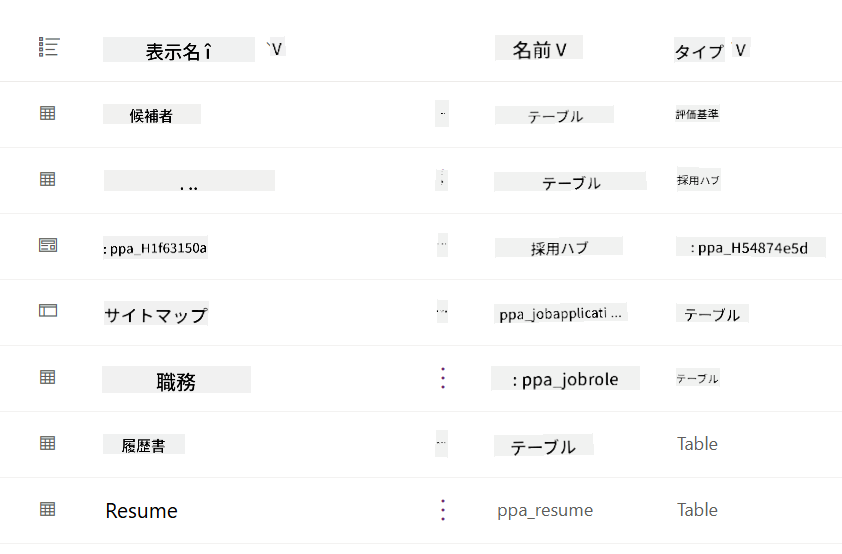 表示名 î V 名前 V タイプ V
候補者 テーブル 評価基準
. .. テーブル 採用ハブ
: ppa_H1f63150a 採用ハブ : ppa_H54874e5d
サイトマップ ppa_jobapplicati ... テーブル
職務 : ppa_jobrole テーブル
履歴書 テーブル Table
Resume ppa_resume Table